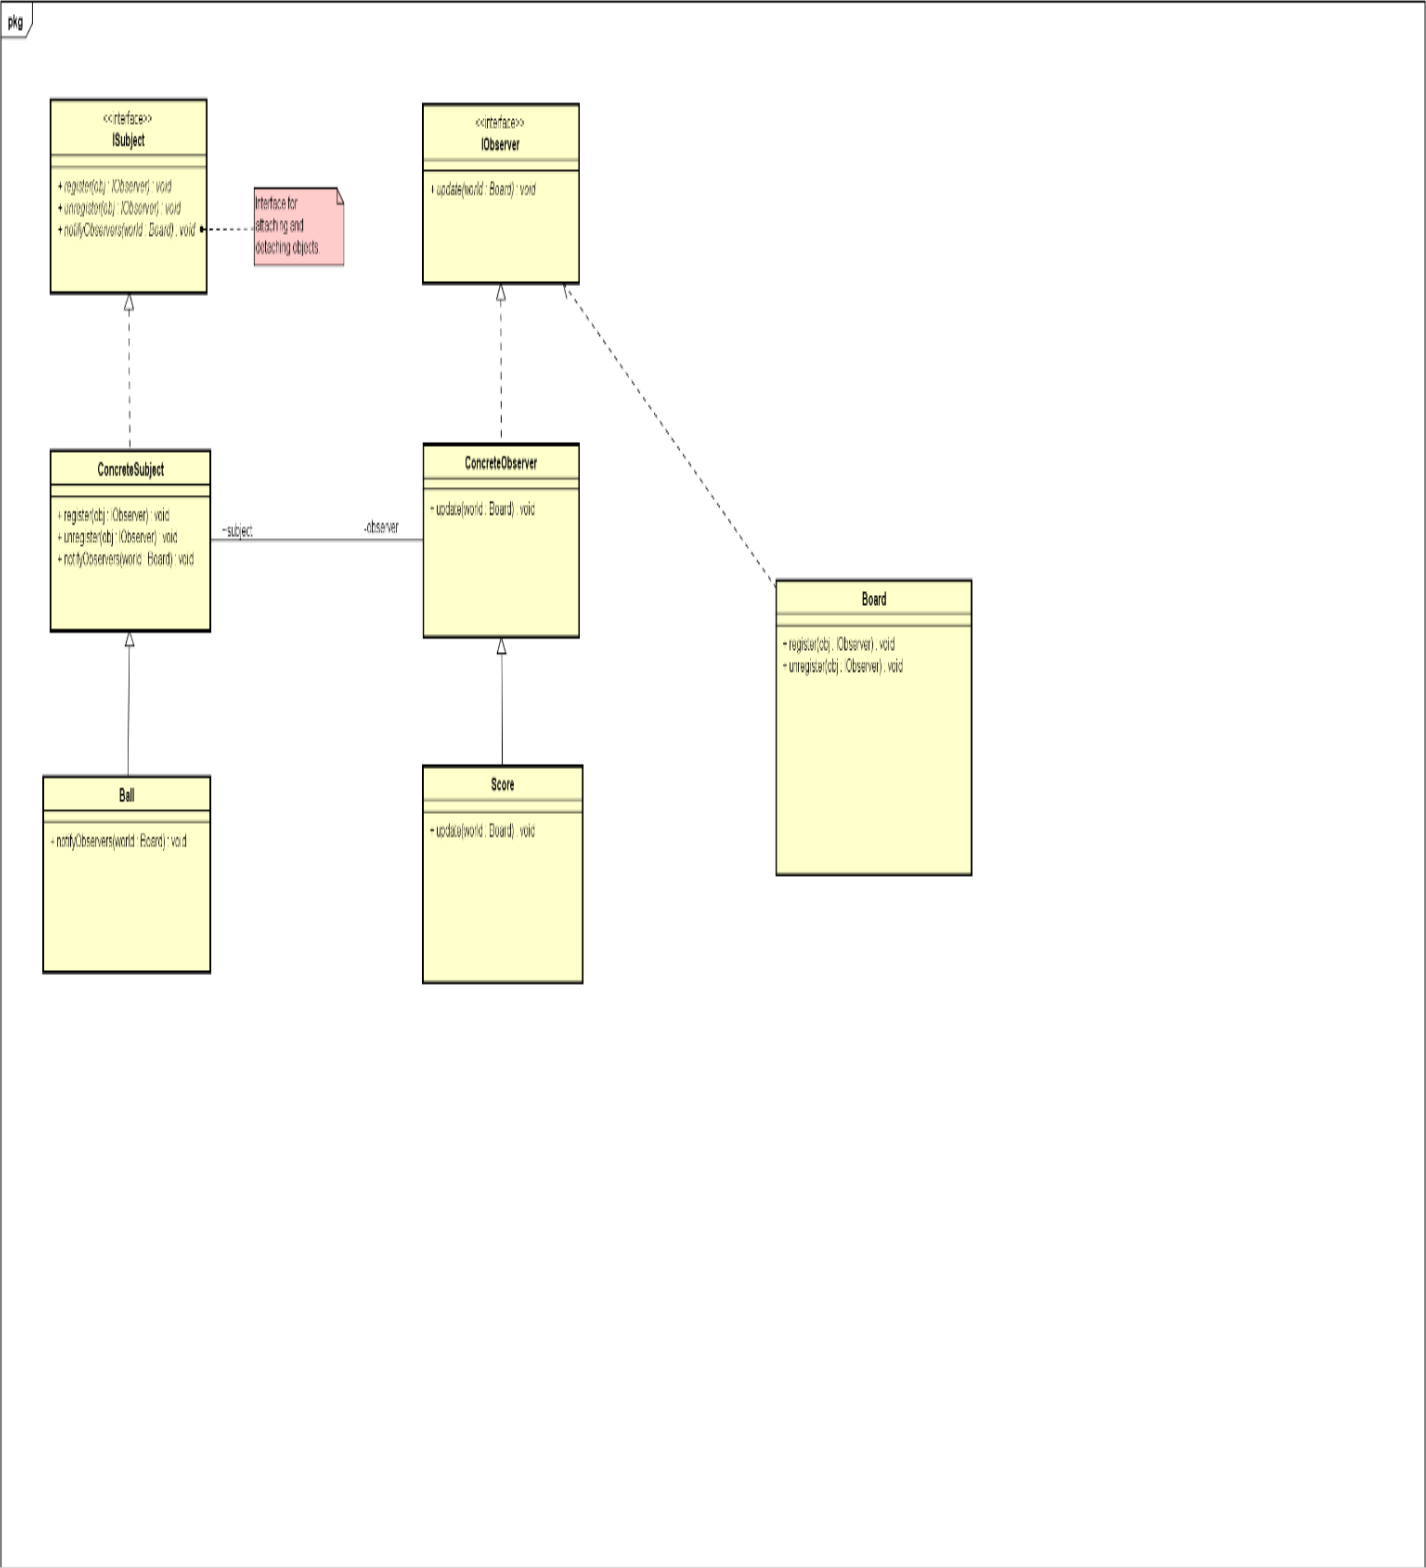 pkg
<<interface>>
ISubject
+ register(obj : IObserver) : void
+ unregister(obj : IObserver) : void
+ notifyObservers(world : Board) : void
Interface for
attaching and
detaching objects.
<<interface>>
IObserver
+ update(world : Board) : void
ConcreteSubject
+ register(obj : IObserver) : void
+ unregister(obj : IObserver) : void
+ notifyObservers(world : Board) : void
~subject
-observer
ConcreteObserver
+ update(world : Board) : void
Board
+ register(obj : IObserver) : void
+ unregister(obj : IObserver) : void
Ball
+ notifyObservers(world : Board) : void
Score
+ update(world : Board) : void